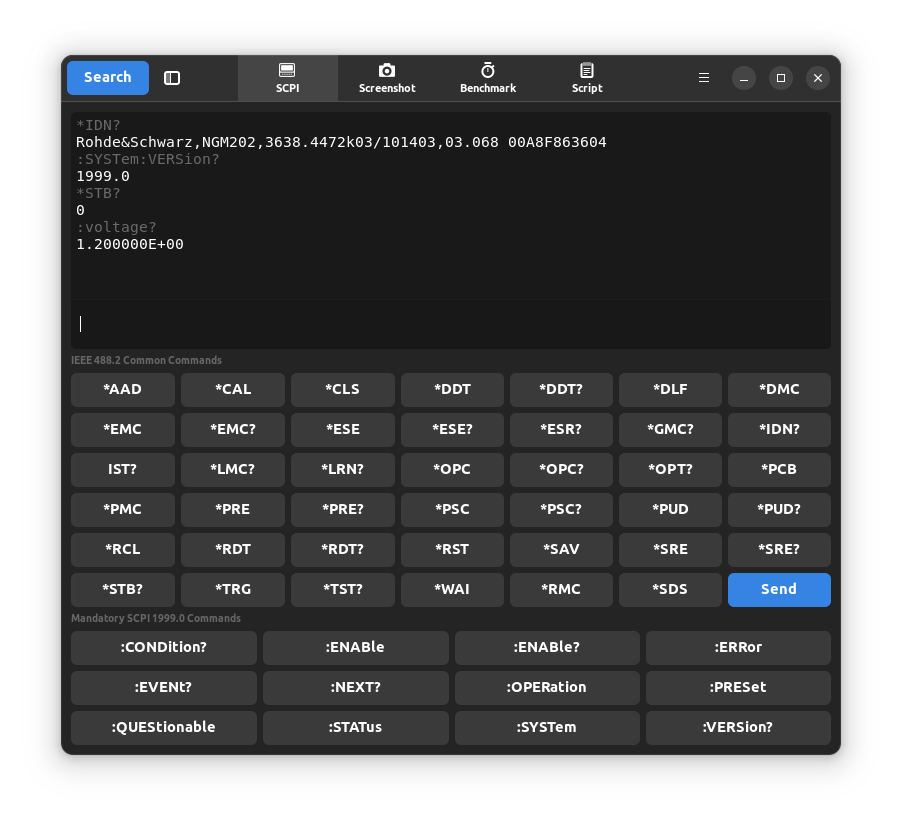 Search
SCPI
Screenshot
Benchmark
Script
*IDN?
Rohde&Schwarz,NGM202,3638.4472k03/101403,03.068 00A8F863604
:SYSTem:VERSion?
1999.0
*STB?
0
:voltage?
1.200000E+00
IEEE 488.2 Common Commands
*AAD *CAL *CLS *DDT *DDT? *DLF *DMC
*EMC *EMC? *ESE *ESE? *ESR? *GMC? *IDN?
IST? *LMC? *LRN? *OPC *OPC? *OPT? *PCB
*PMC *PRE *PRE? *PSC *PSC? *PUD *PUD?
*RCL *RDT *RDT? *RST *SAV *SRE *SRE?
*STB? *TRG *TST? *WAI *RMC *SDS Send
Mandatory SCPI 1999.0 Commands
:CONDition? :ENABle :ENABle? :ERRor
:EVENt? :NEXT? :OPERation :PRESet
:QUEStionable :STATus :SYSTem :VERSion?